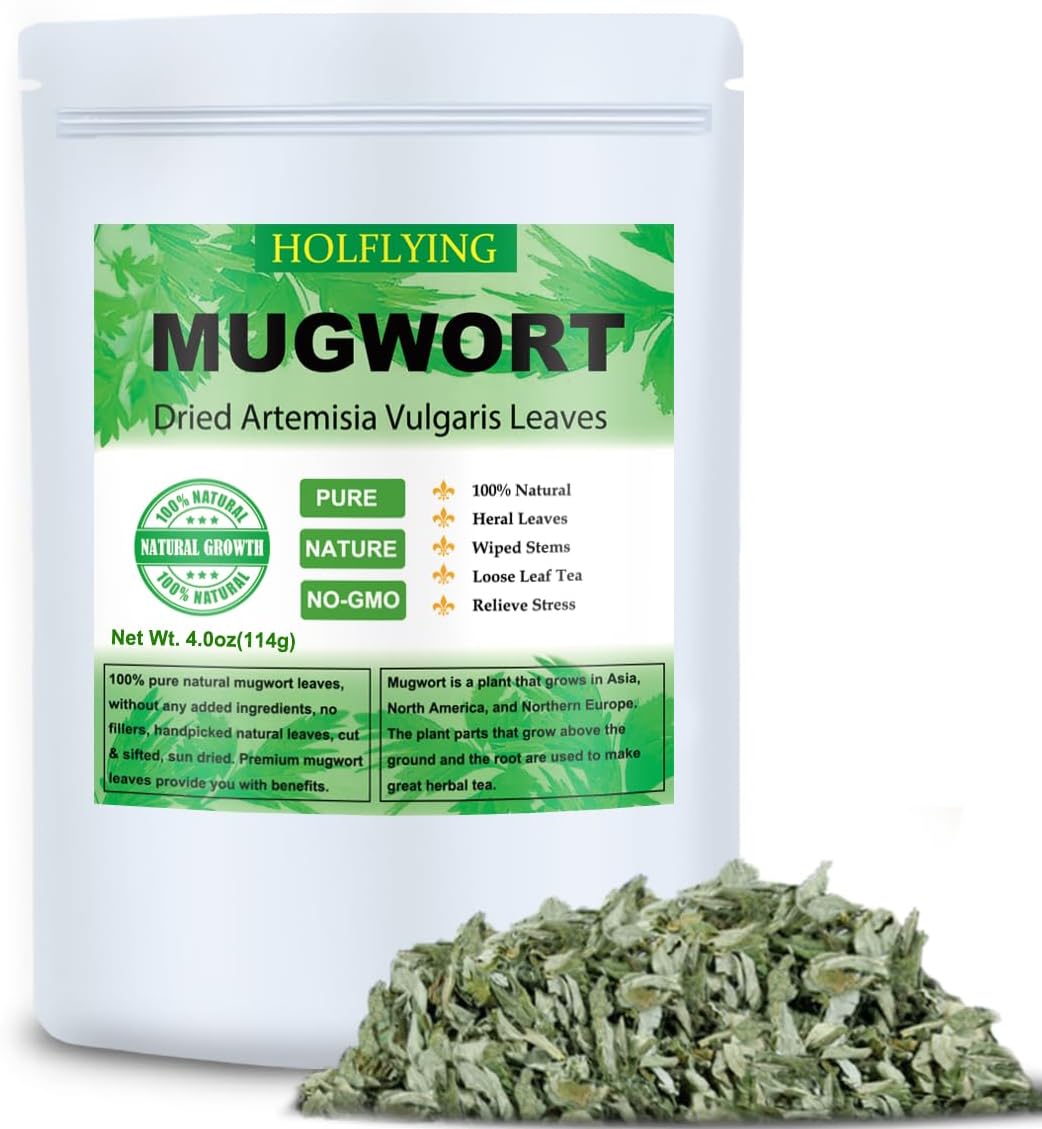 HOLFLYING
MUGWORT
Dried Artemisia Vulgaris Leaves
100% NATURAL
NATURAL GROWTH
100% NATURAL
PURE
NATURE
NO-GMO
100% Natural
Heral Leaves
Wiped Stems
Loose Leaf Tea
Relieve Stress
Net Wt. 4.0oz(114g)
100% pure natural mugwort leaves,
without any added ingredients, no
fillers, handpicked natural leaves, cut
& sifted, sun dried. Premium mugwort
leaves provide you with benefits.
Mugwort is a plant that grows in Asia,
North America, and Northern Europe.
The plant parts that grow above the
ground and the root are used to make
great herbal tea.